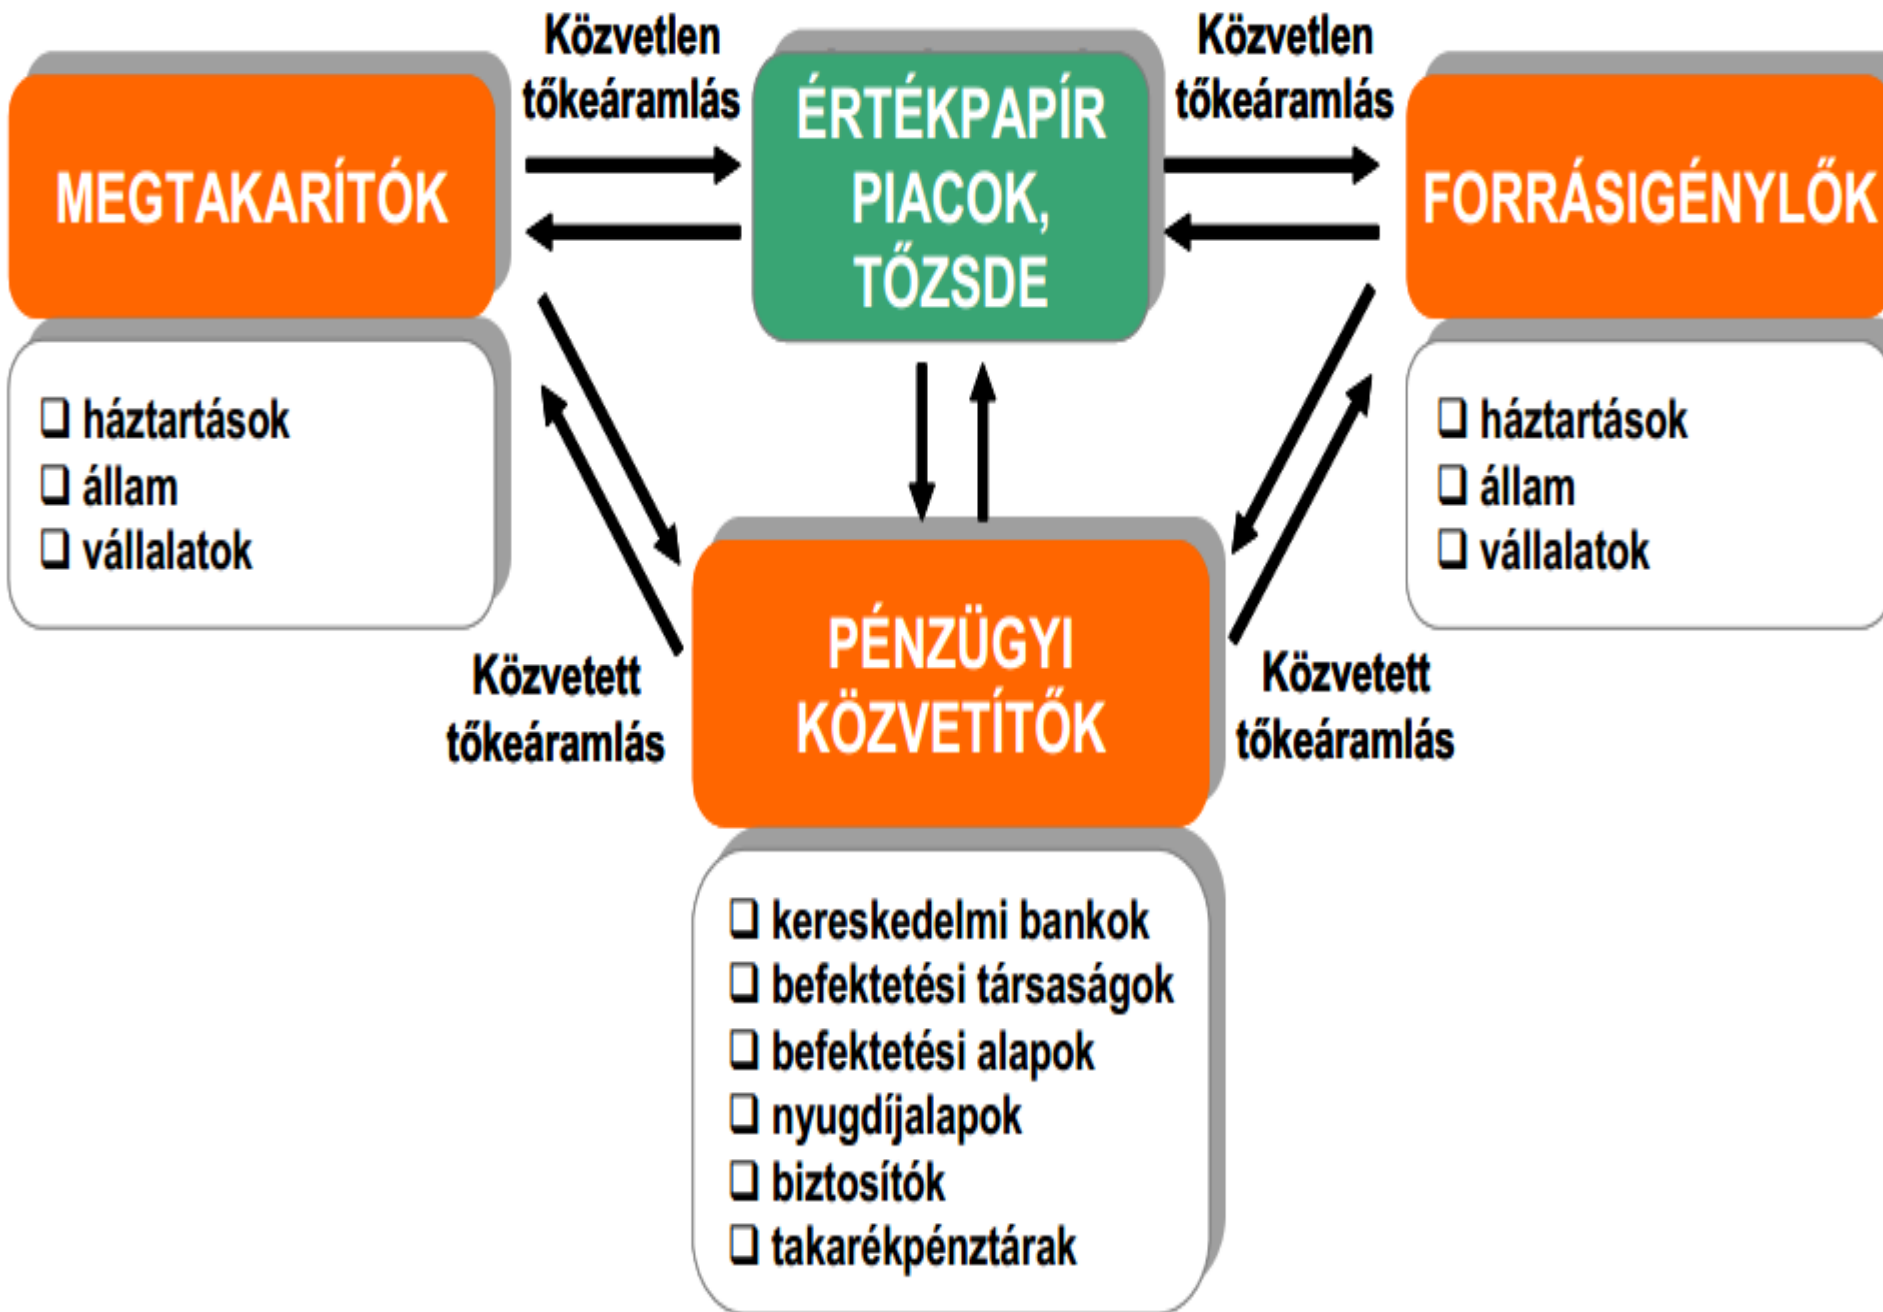 Közvetlen
tőkeáramlás
Közvetlen
tőkeáramlás
MEGTAKARÍTÓK
ÉRTÉKPAPÍR
PIACOK,
TŐZSDE
FORRÁSIGÉNYLŐK
❑ háztartások
❑ állam
❑ vállalatok
❑ háztartások
❑ állam
❑ vállalatok
Közvetett
tőkeáramlás
PÉNZÜGYI
KÖZVETÍTŐK
Közvetett
tőkeáramlás
❑ kereskedelmi bankok
❑ befektetési társaságok
❑ befektetési alapok
❑ nyugdíjalapok
❑ biztosítók
❑ takarékpénztárak